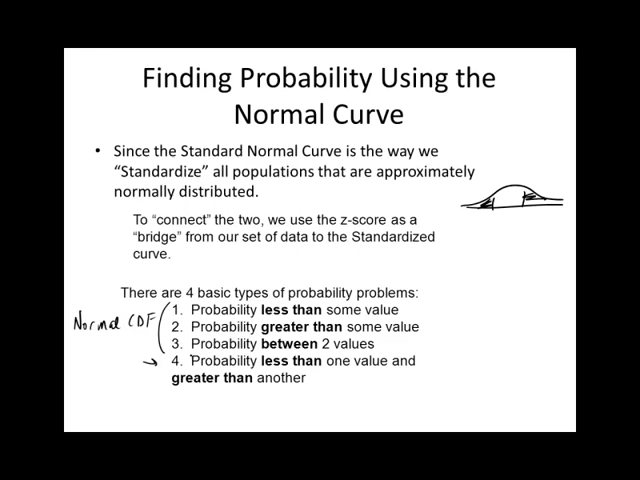 Finding Probability Using the
Normal Curve
• Since the Standard Normal Curve is the way we
“Standardize” all populations that are approximately
normally distributed.
To “connect” the two, we use the z-score as a
“bridge” from our set of data to the Standardized
curve.
There are 4 basic types of probability problems:
Normal CDF
1. Probability less than some value
2. Probability greater than some value
3. Probability between 2 values
4. Probability less than one value and
greater than another